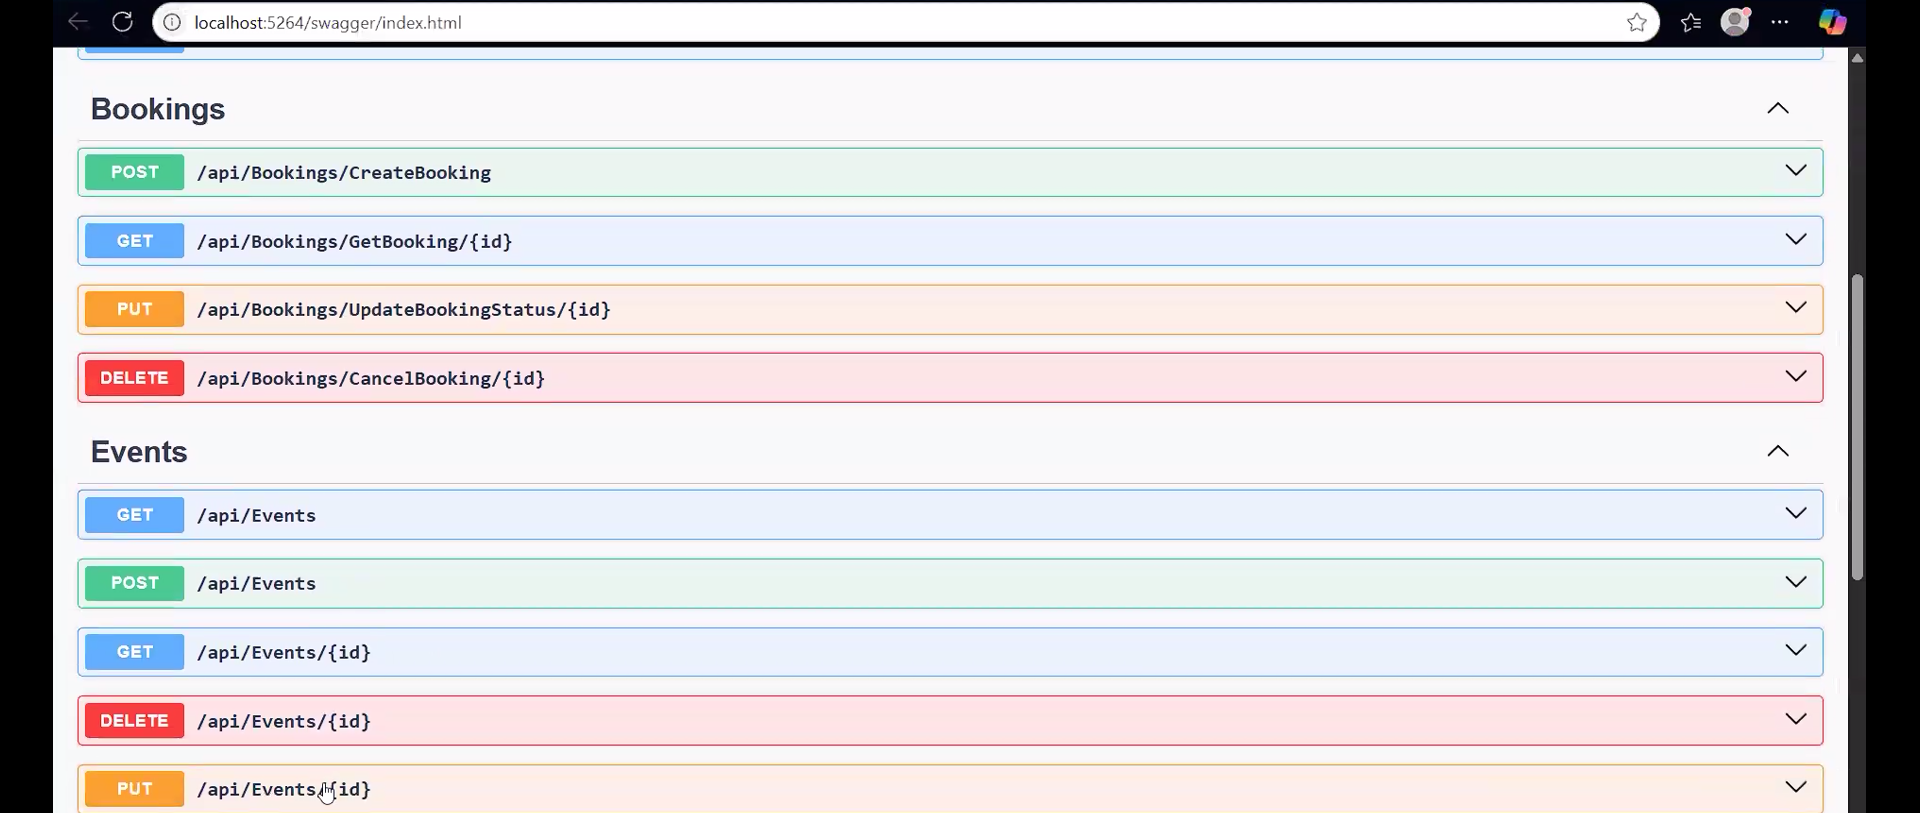 localhost:5264/swagger/index.html
Bookings
POST /api/Bookings/CreateBooking
GET /api/Bookings/GetBooking/{id}
PUT /api/Bookings/UpdateBookingStatus/{id}
DELETE /api/Bookings/CancelBooking/{id}
Events
GET /api/Events
POST /api/Events
GET /api/Events/{id}
DELETE /api/Events/{id}
PUT /api/Events/{id}